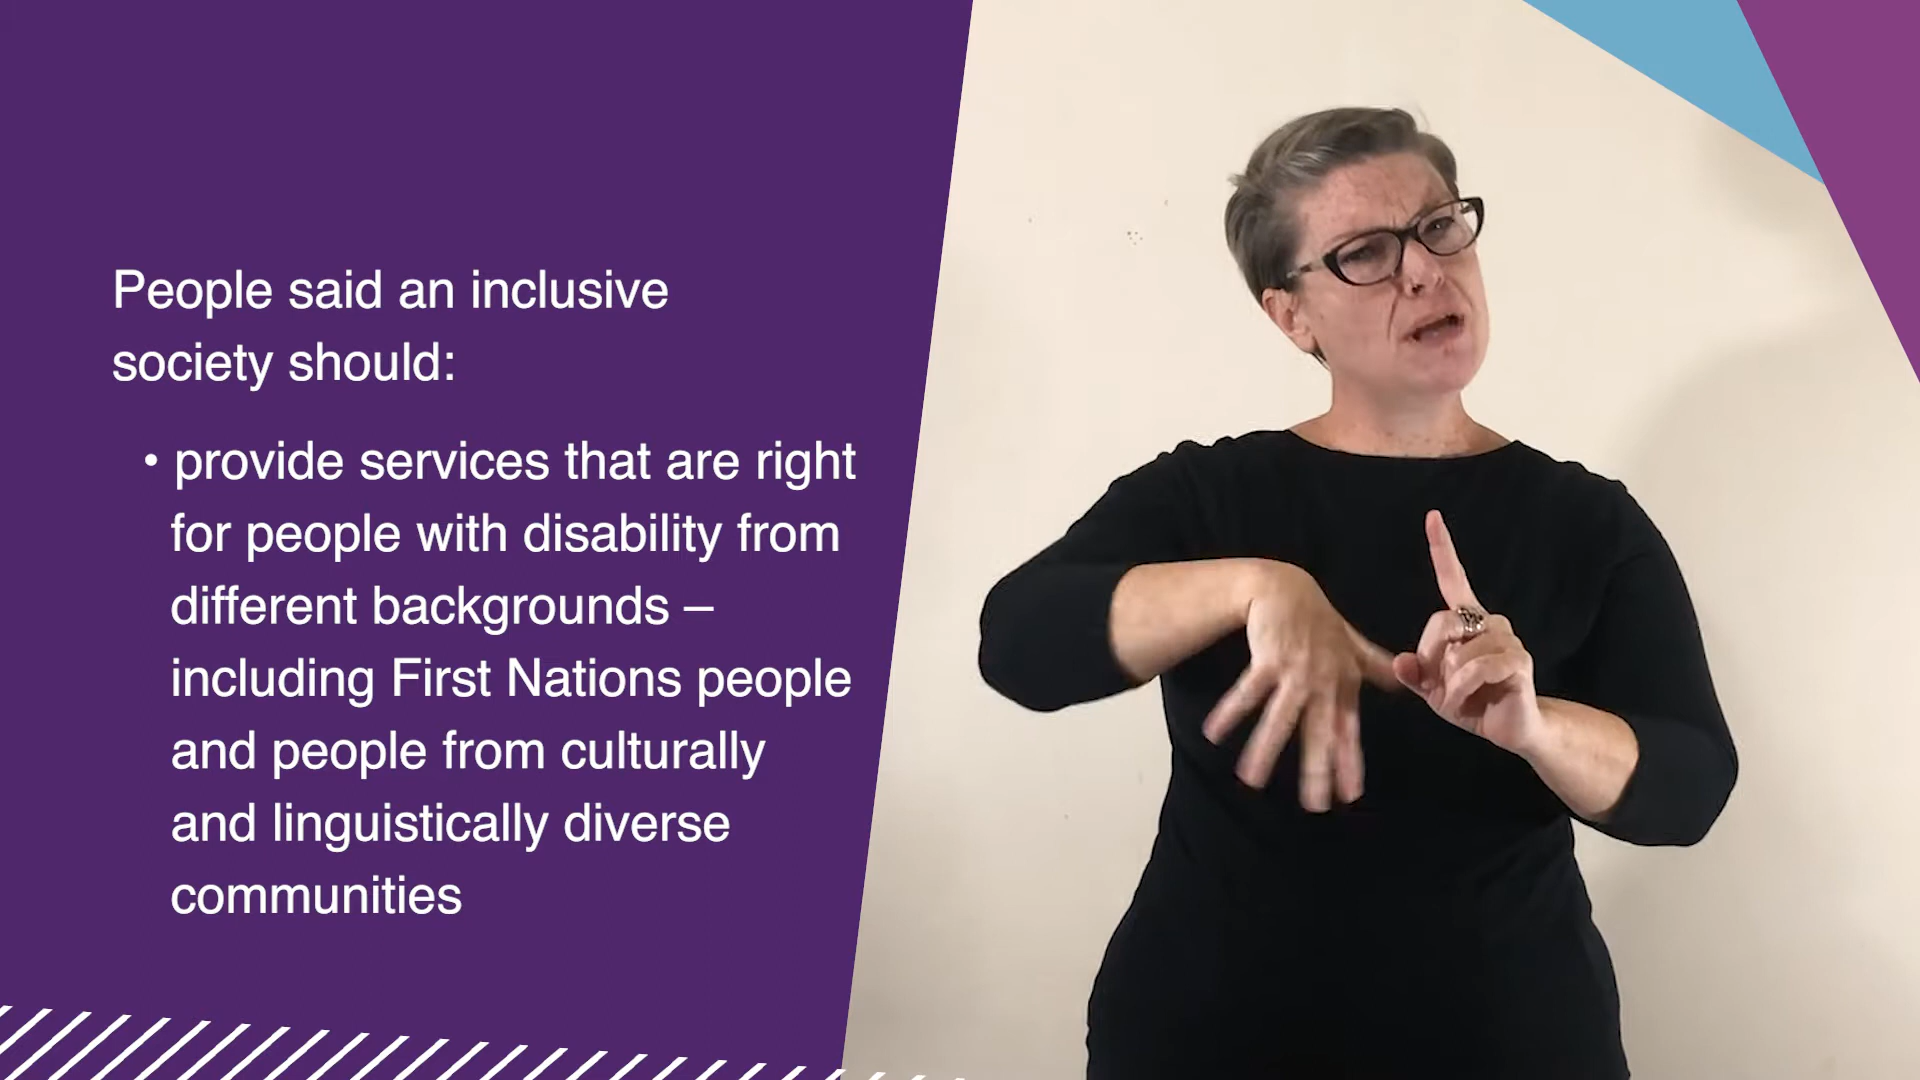 People said an inclusive
society should:
• provide services that are right
for people with disability from
different backgrounds –
including First Nations people
and people from culturally
and linguistically diverse
communities